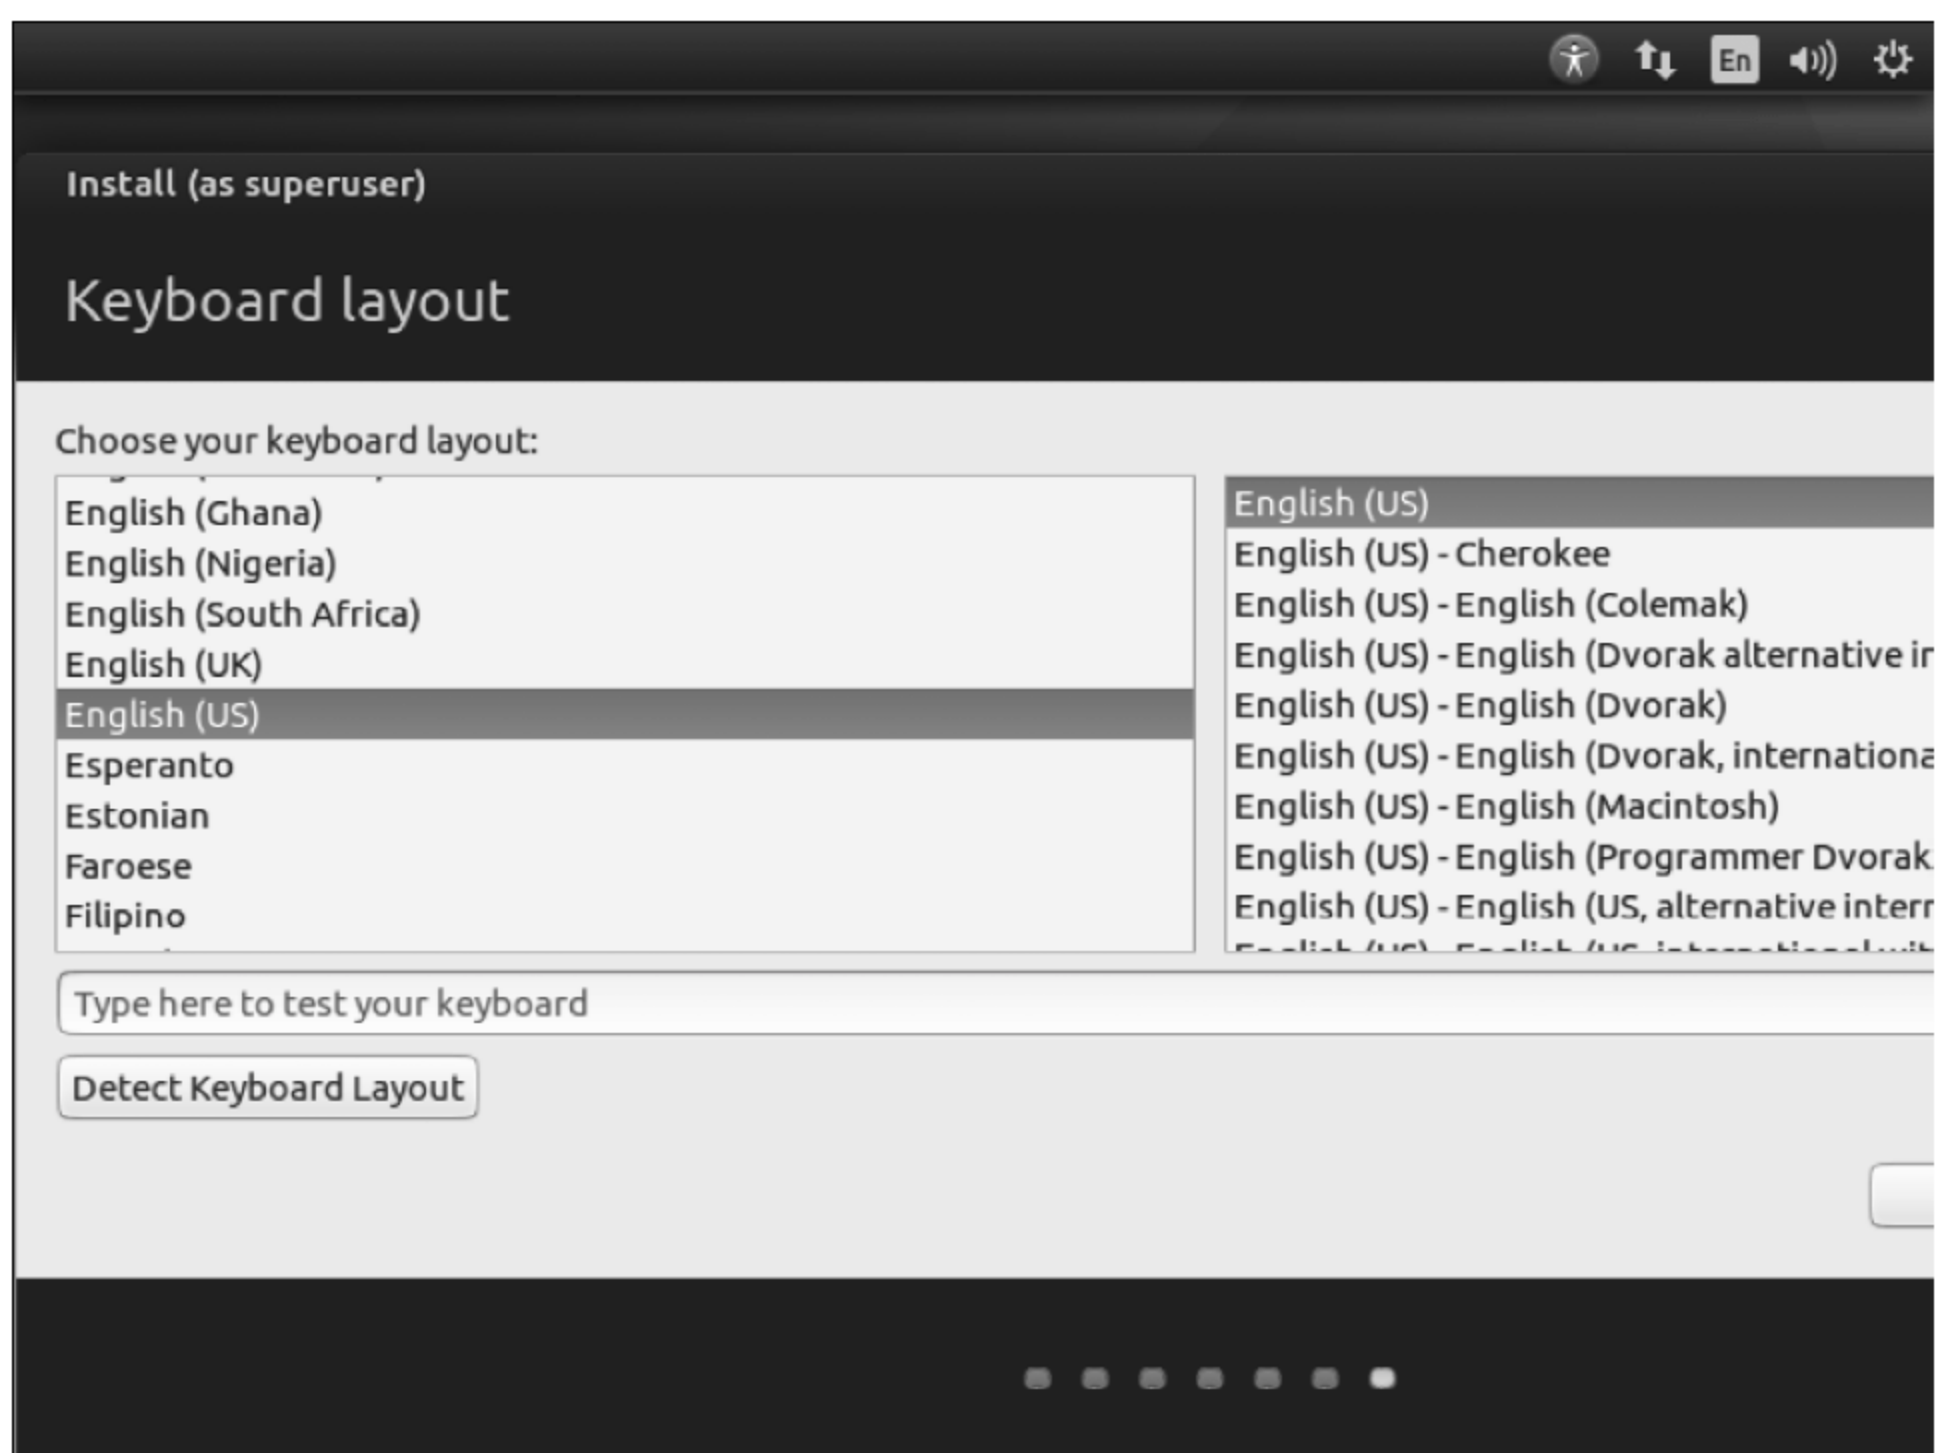 En
Install (as superuser)
Keyboard layout
Choose your keyboard layout:
English (Ghana)
English (Nigeria)
English (South Africa)
English (UK)
English (US)
Esperanto
Estonian
Faroese
Filipino
English (US)
English (US) - Cherokee
English (US) - English (Colemak)
English (US) - English (Dvorak alternative
English (US) - English (Dvorak)
English (US) - English (Dvorak, internationa
English (US) - English (Macintosh)
English (US) - English (Programmer Dvorak
English (US) - English (US, alternative
Type here to test your keyboard
Detect Keyboard Layout